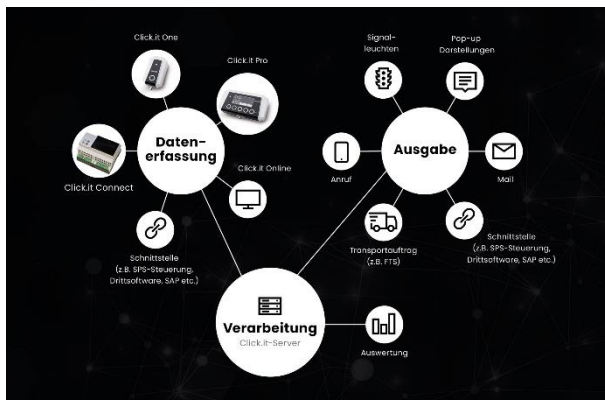 Click.it One
Click.it Pro
Daten-
erfassung
Click.it Connect
Click.it Online
Schnittstelle
(z.B. SPS-Steuerung,
Drittsoftware, SAP etc.)
Signal-
leuchten
Pop-up
Darstellungen
Ausgabe
Anruf
Mail
Transportauftrag
(z.B. FTS)
Schnittstelle
(z.B. SPS-Steuerung,
Drittsoftware, SAP etc.)
Verarbeitung
Click.it-Server
Auswertung